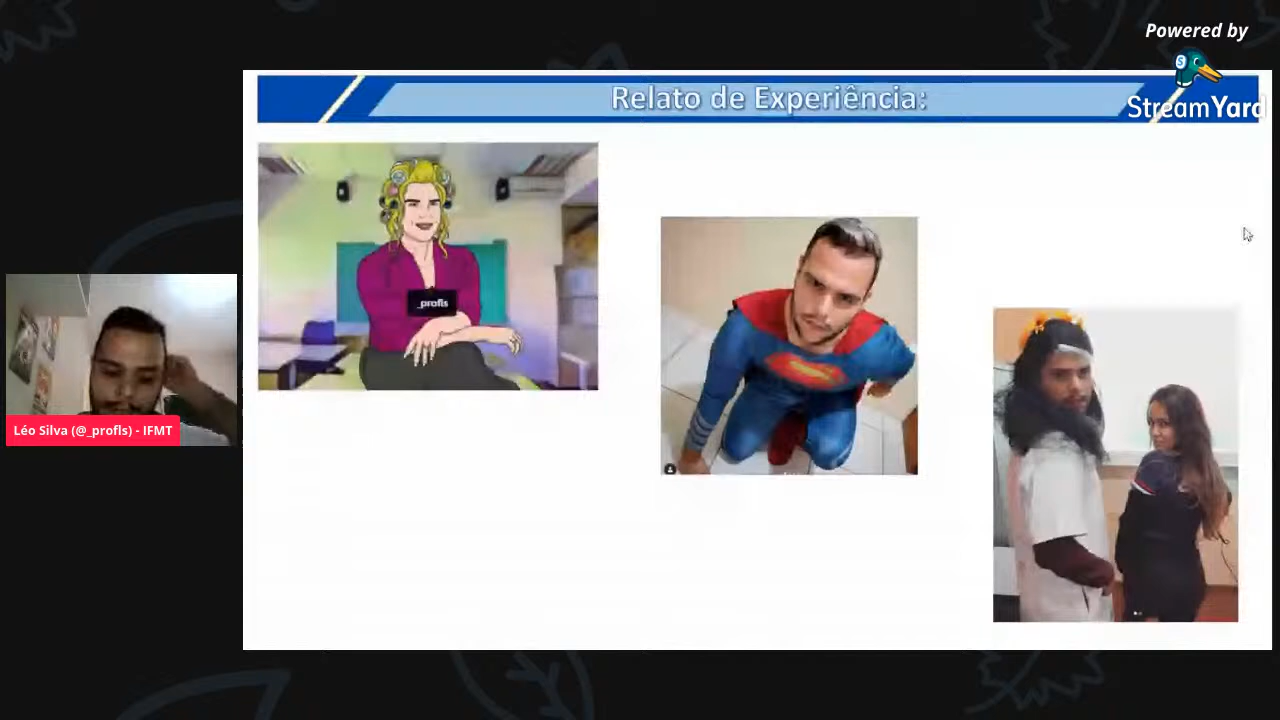 Powered by
StreamYard
Relato de Experiência:
_profls
Léo Silva (@_profls) - IFMT